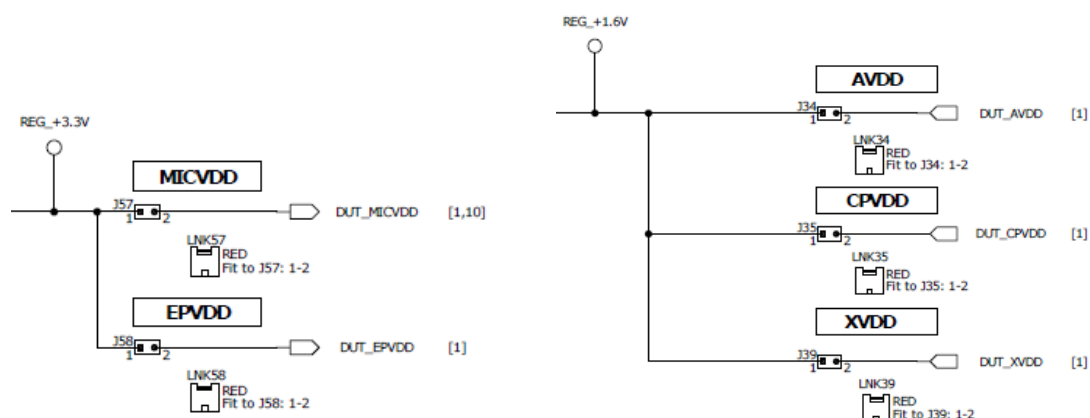 REG_+3.3V
MICVDD
J57
1 2
DUT_MICVDD [1,10]
LNK57
RED
Fit to J57: 1-2
EPVDD
J58
1 2
DUT_EPVDD [1]
LNK58
RED
Fit to J58: 1-2
REG_+1.6V
AVDD
J34
1 2
DUT_AVDD [1]
LNK34
RED
Fit to J34: 1-2
CPVDD
J35
1 2
DUT_CPVDD [1]
LNK35
RED
Fit to J35: 1-2
XVDD
J39
1 2
DUT_XVDD [1]
LNK39
RED
Fit to J39: 1-2